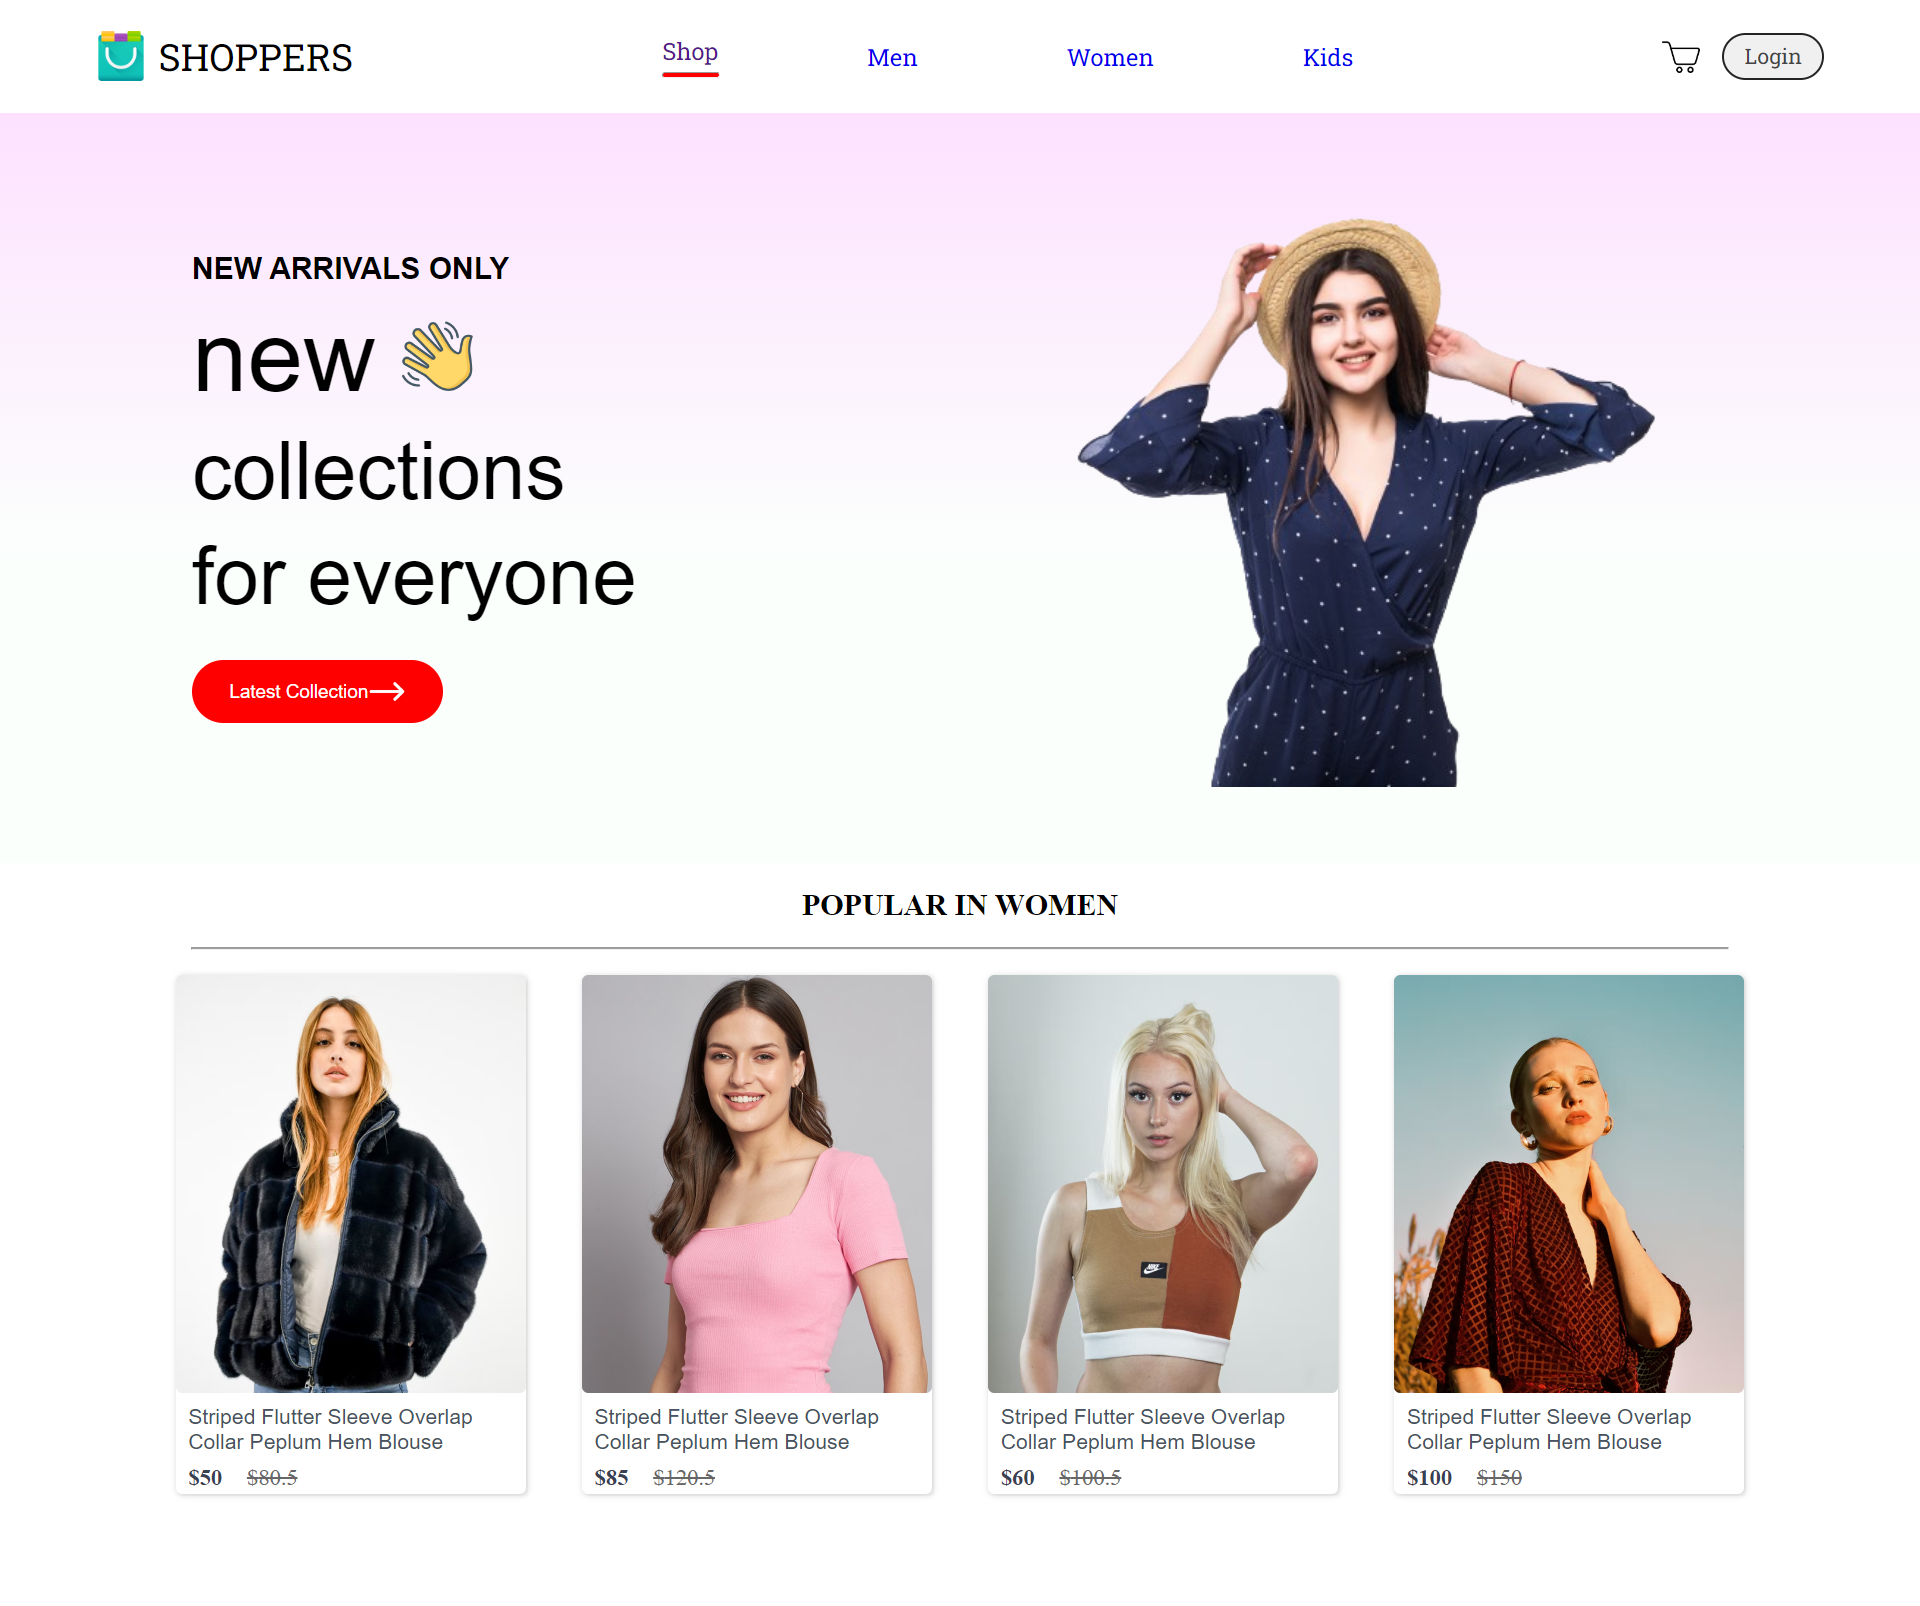 SHOPPERS
Shop
Men
Women
Kids
Login
NEW ARRIVALS ONLY
new
collections
for everyone
Latest Collection
POPULAR IN WOMEN
NIKE
Striped Flutter Sleeve Overlap
Collar Peplum Hem Blouse
$50 $80.5
Striped Flutter Sleeve Overlap
Collar Peplum Hem Blouse
$85 $120.5
Striped Flutter Sleeve Overlap
Collar Peplum Hem Blouse
$60 $100.5
Striped Flutter Sleeve Overlap
Collar Peplum Hem Blouse
$100 $150